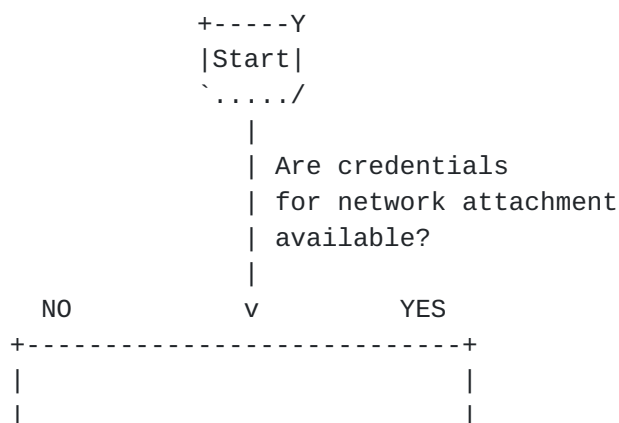 +-----Y
|Start|
`...../
|
| Are credentials
| for network attachment
| available?
|
NO v YES
+----------------------------+
| |
| |